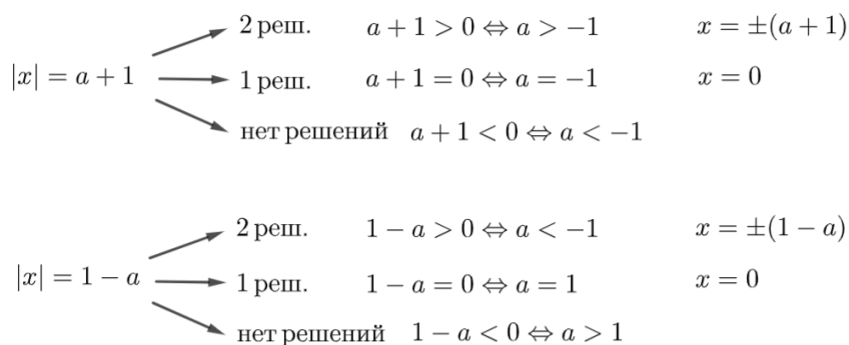 2 реш. a + 1 > 0 ⇔ a > −1 x = ±(a + 1)
|x| = a + 1 1 реш. a + 1 = 0 ⇔ a = −1 x = 0
нет решений a + 1 < 0 ⇔ a < −1
2 реш. 1 − a > 0 ⇔ a < −1 x = ±(1 − a)
|x| = 1 − a 1 реш. 1 − a = 0 ⇔ a = 1 x = 0
нет решений 1 − a < 0 ⇔ a > 1